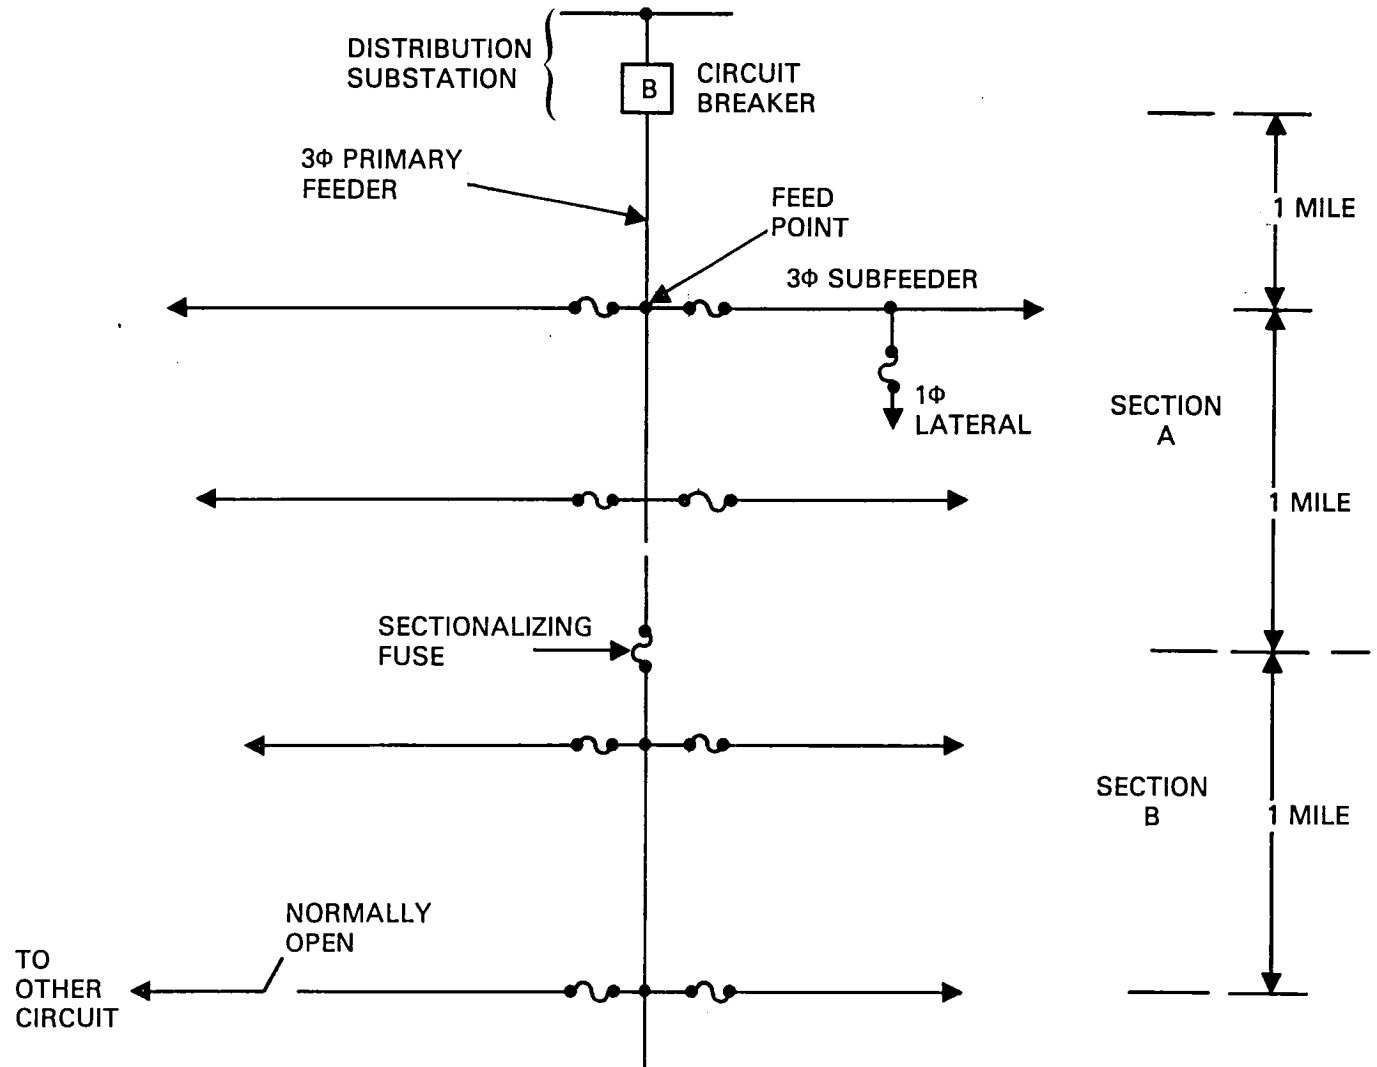 DISTRIBUTION
SUBSTATION
B
CIRCUIT
BREAKER
3Φ PRIMARY
FEEDER
FEED
POINT
1 MILE
3Φ SUBFEEDER
1Φ
LATERAL
SECTION
A
1 MILE
SECTIONALIZING
FUSE
SECTION
B
1 MILE
NORMALLY
OPEN
TO
OTHER
CIRCUIT